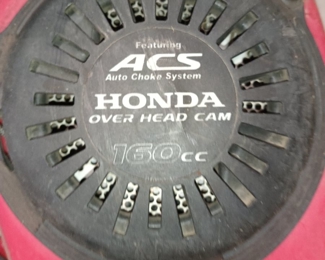 Featuring
ACS
Auto Choke System
HONDA
OVER HEAD CAM
160cc